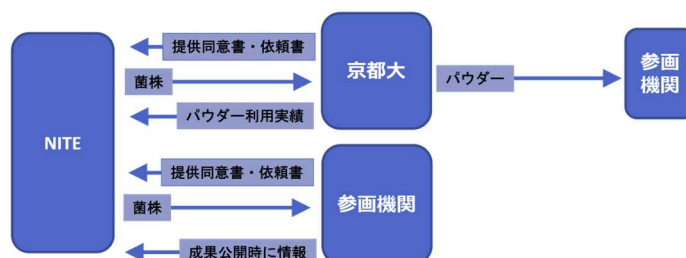 提供同意書・依頼書
京都大
参画
機関
菌株
パウダー
パウダー利用実績
NITE
提供同意書・依頼書
菌株
参画機関
成果公開時に情報